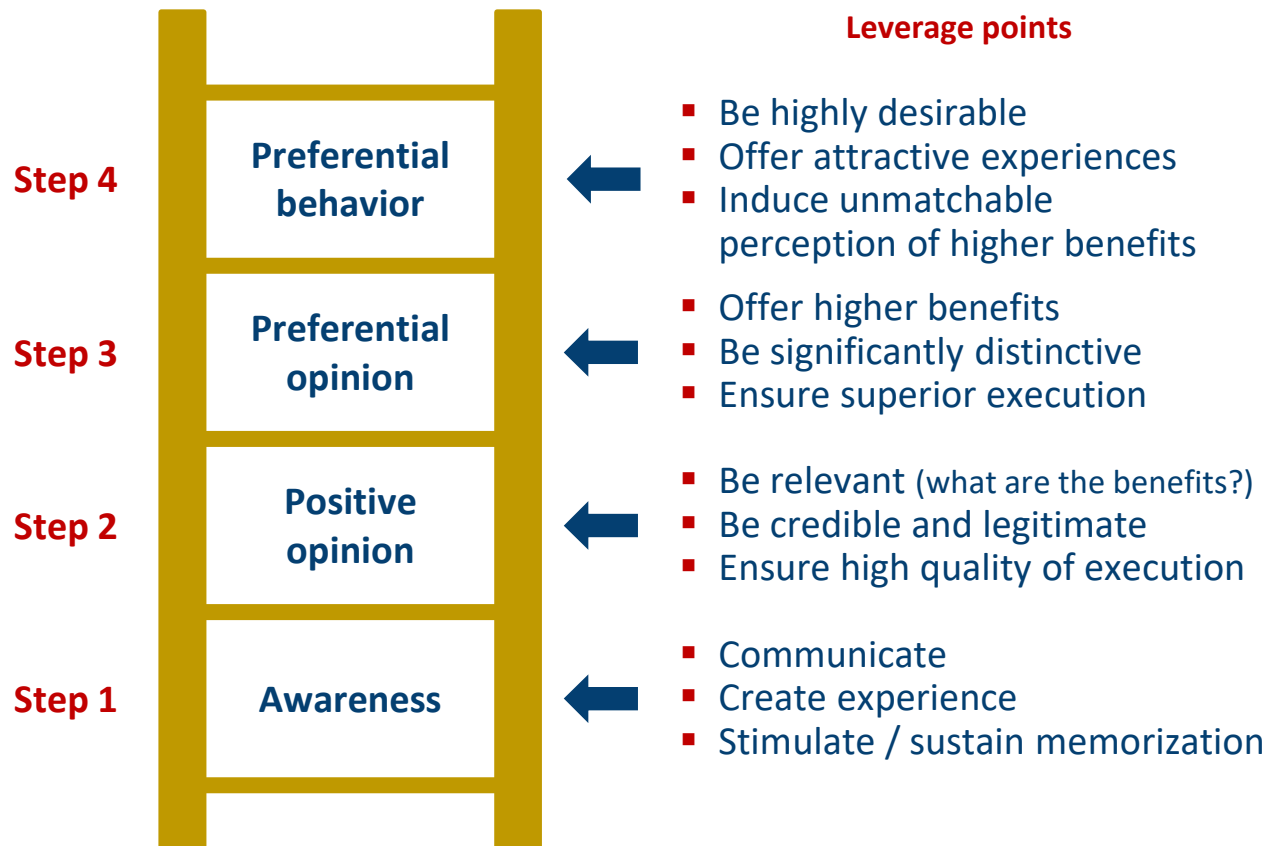 Leverage points
Step 4
Preferential
behavior
▪ Be highly desirable
▪ Offer attractive experiences
▪ Induce unmatchable
perception of higher benefits
Step 3
Preferential
opinion
▪ Offer higher benefits
▪ Be significantly distinctive
▪ Ensure superior execution
Step 2
Positive
opinion
▪ Be relevant (what are the benefits?)
▪ Be credible and legitimate
▪ Ensure high quality of execution
Step 1
Awareness
▪ Communicate
▪ Create experience
▪ Stimulate / sustain memorization